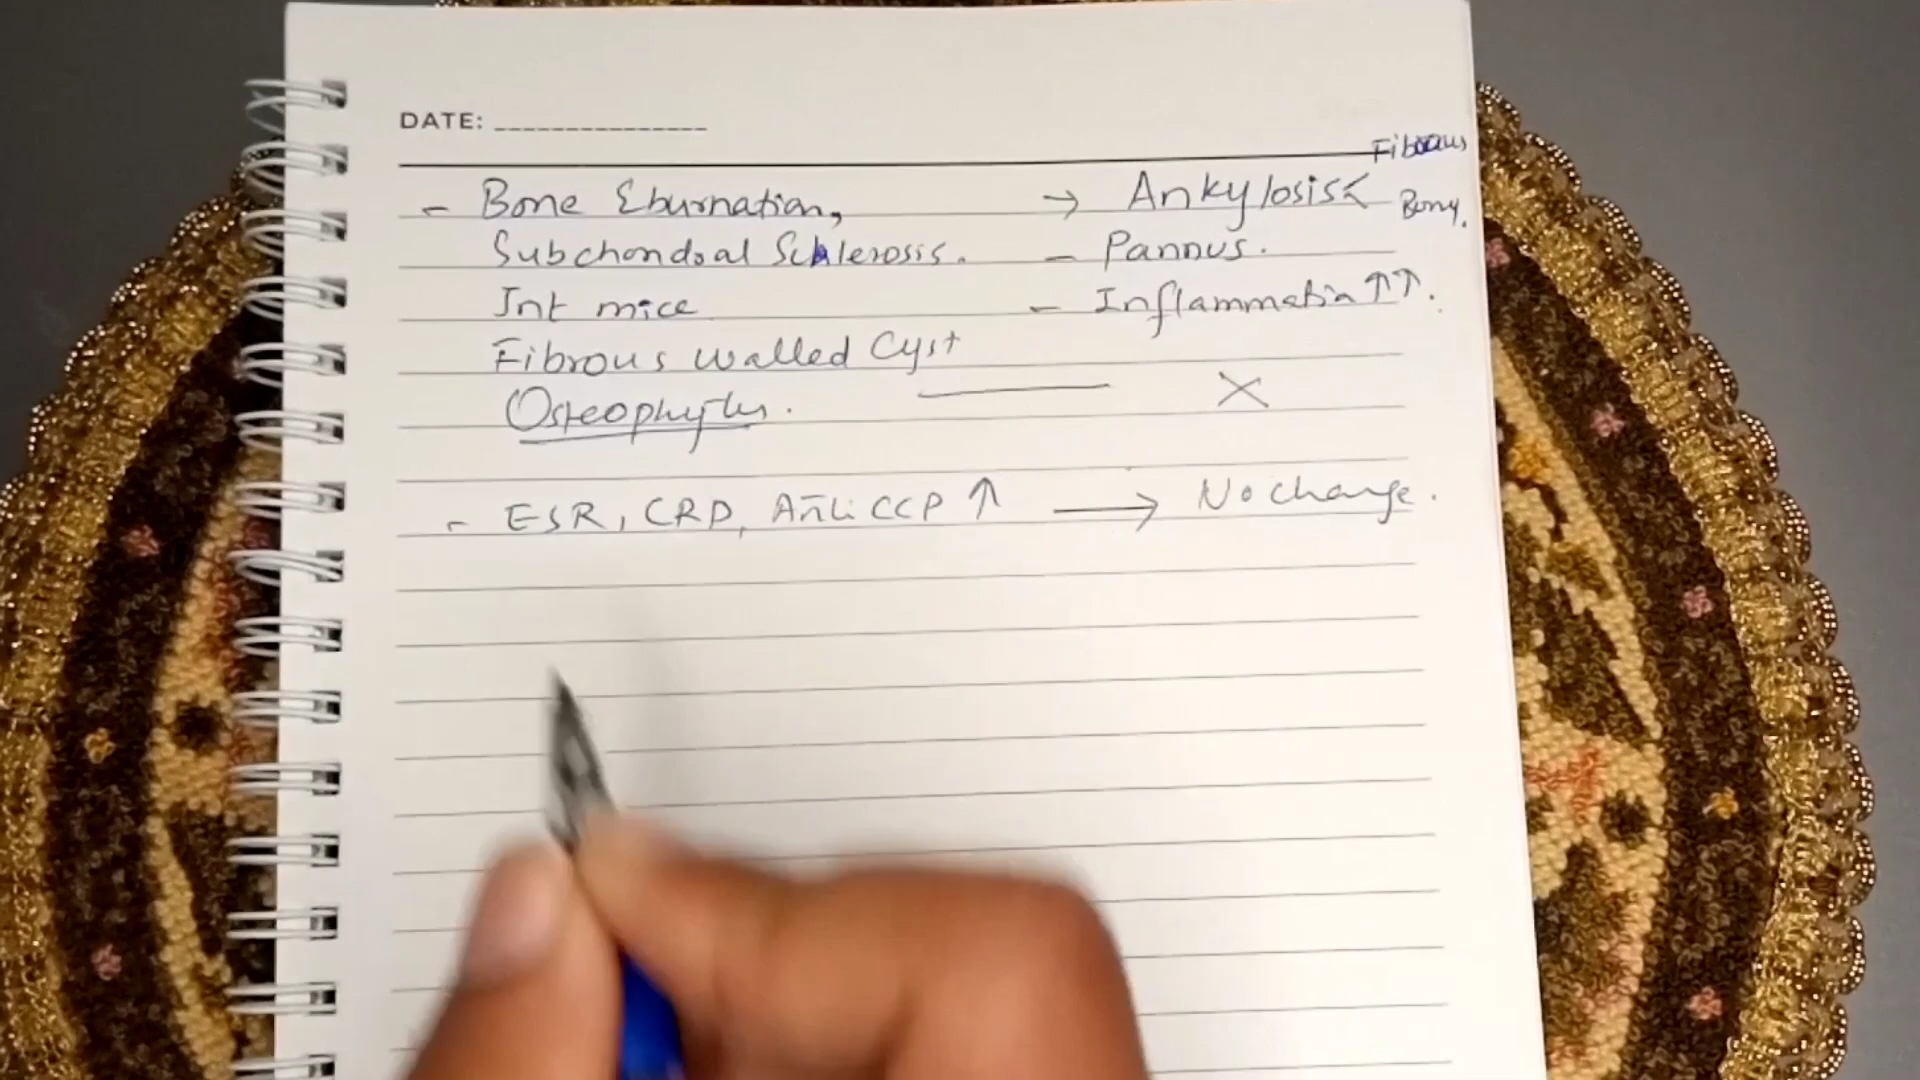 DATE: _______________
Fibrous
- Bone Eburnation, → Ankylosis <
Bony.
Subchondral Sclerosis. - Pannus.
Jnt mice - Inflammation ↑↑.
Fibrous walled Cyst
Osteophytes. — X
- ESR, CRP, Anti CCP ↑ → No change.